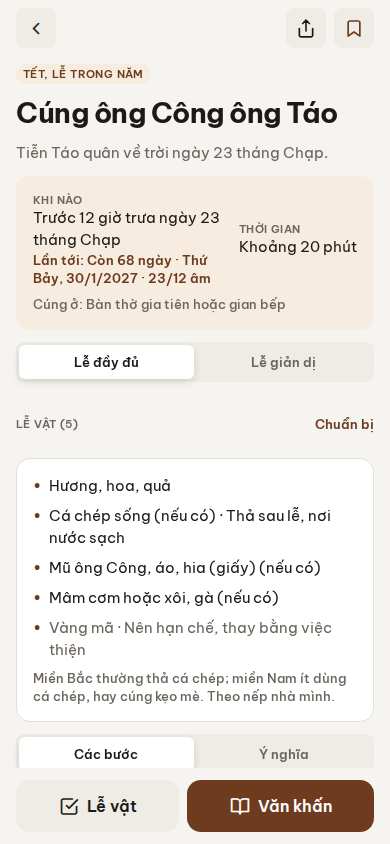 TẾT, LỄ TRONG NĂM
Cúng ông Công ông Táo
Tiễn Táo quân về trời ngày 23 tháng Chạp.
KHI NÀO
Trước 12 giờ trưa ngày 23
tháng Chạp
Lần tới: Còn 68 ngày · Thứ
Bảy, 30/1/2027 · 23/12 âm
THỜI GIAN
Khoảng 20 phút
Cúng ở: Bàn thờ gia tiên hoặc gian bếp
Lễ đầy đủ
Lễ giản dị
LỄ VẬT (5)
Chuẩn bị
• Hương, hoa, quả
• Cá chép sống (nếu có) · Thả sau lễ, nơi
nước sạch
• Mũ ông Công, áo, hia (giấy) (nếu có)
• Mâm cơm hoặc xôi, gà (nếu có)
• Vàng mã · Nên hạn chế, thay bằng việc
thiện
Miền Bắc thường thả cá chép; miền Nam ít dùng
cá chép, hay cúng kẹo mè. Theo nếp nhà mình.
Các bước
Ý nghĩa
Lễ vật
Văn khấn